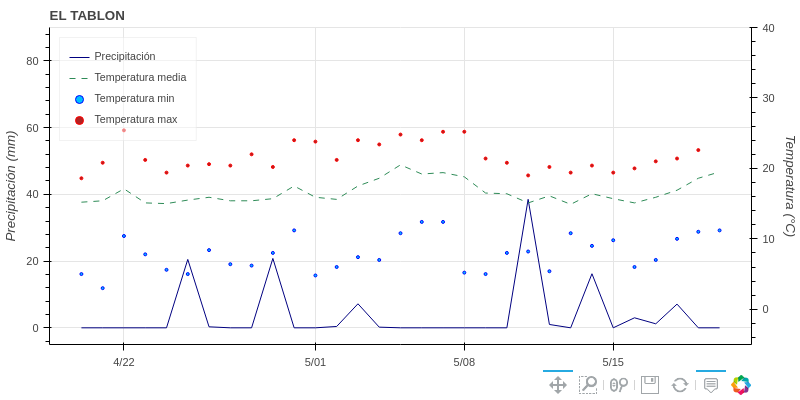 EL TABLON
Precipitación
Temperatura media
Temperatura min
Temperatura max
Precipitación (mm)
80
60
40
20
0
40
30
20
10
0
Temperatura (°C)
4/22
5/01
5/08
5/15